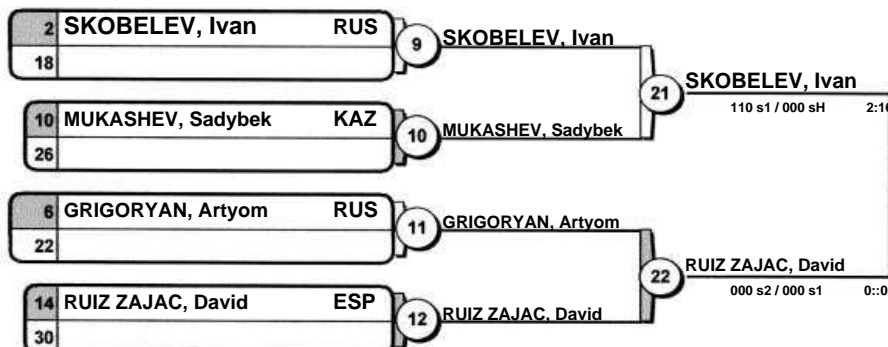 2 SKOBELEV, Ivan RUS
18
9
SKOBELEV, Ivan
21
SKOBELEV, Ivan
110 s1 / 000 sH
10 MUKASHEV, Sadybek KAZ
26
10
MUKASHEV, Sadybek
6 GRIGORYAN, Artyom RUS
22
11
GRIGORYAN, Artyom
22
RUIZ ZAJAC, David
000 s2 / 000 s1
14 RUIZ ZAJAC, David ESP
30
12
RUIZ ZAJAC, David